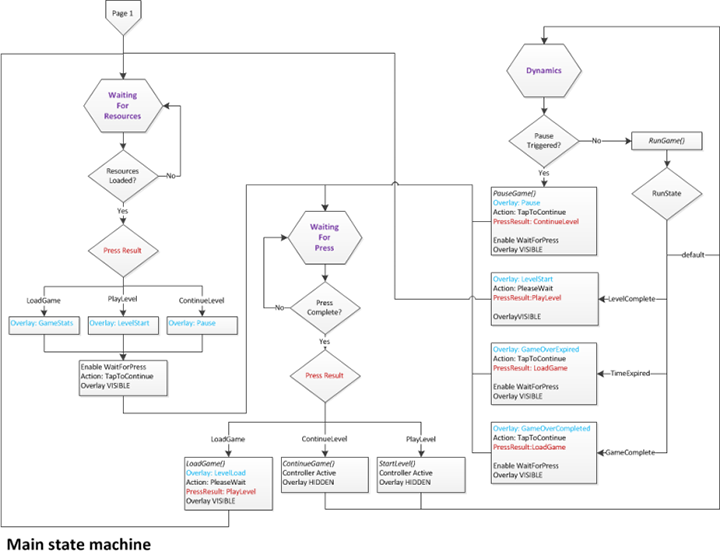 Page 1
Waiting
For
Resources
Resources
Loaded?
No
Yes
Press Result
LoadGame
PlayLevel
ContinueLevel
Overlay: GameStats
Overlay: LevelStart
Overlay: Pause
Enable WaitForPress
Action: TapToContinue
Overlay VISIBLE
Waiting
For
Press
Press
Complete?
No
Yes
Press Result
LoadGame
ContinueLevel
PlayLevel
LoadGame()
Overlay: LevelLoad
Action: PleaseWait
PressResult: PlayLevel
Overlay VISIBLE
ContinueGame()
Controller Active
Overlay HIDDEN
StartLevel()
Controller Active
Overlay HIDDEN
Dynamics
Pause
Triggered?
No
Yes
RunGame()
RunState
PauseGame()
Overlay: Pause
Action: TapToContinue
PressResult: ContinueLevel
Enable WaitForPress
Overlay VISIBLE
default
Overlay: LevelStart
Action: PleaseWait
PressResult:PlayLevel
OverlayVISIBLE
LevelComplete
Overlay: GameOverExpired
Action: TapToContinue
PressResult: LoadGame
Enable WaitForPress
Overlay VISIBLE
TimeExpired
Overlay: GameOverCompleted
Action: TapToContinue
PressResult:LoadGame
Enable WaitForPress
Overlay VISIBLE
GameComplete
Main state machine